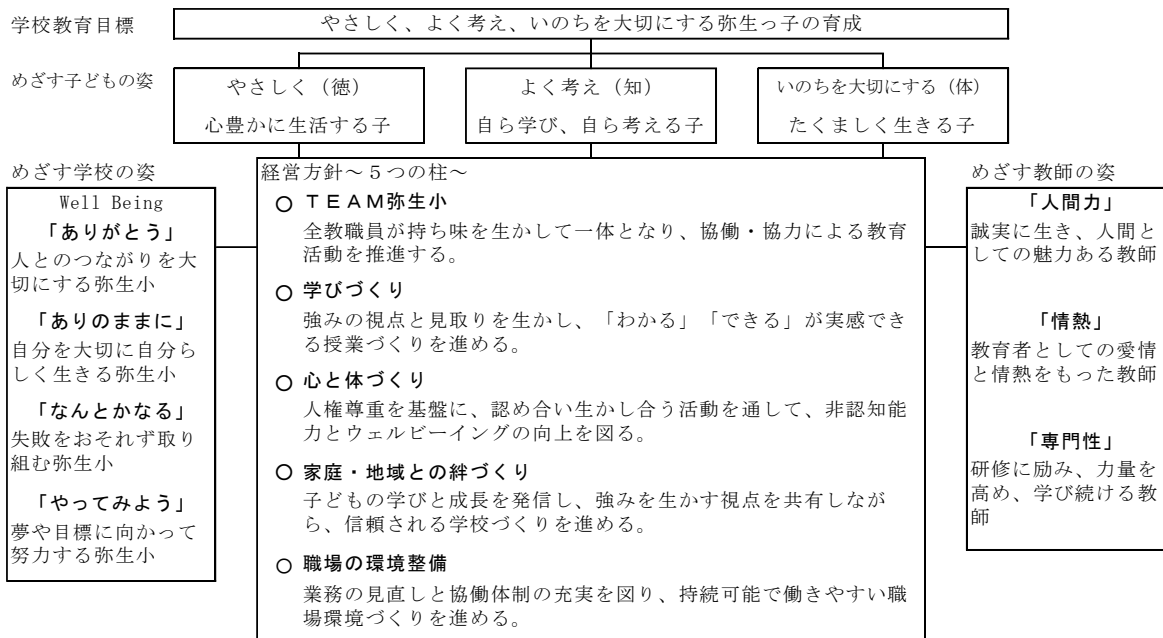 学校教育目標
やさしく、よく考え、いのちを大切にする弥生っ子の育成
めざす子どもの姿
やさしく（徳）
心豊かに生活する子
よく考え（知）
自ら学び、自ら考える子
いのちを大切にする（体）
たくましく生きる子
めざす学校の姿
Well Being
「ありがとう」
人とのつながりを大
切にする弥生小
「ありのままに」
自分を大切に自分ら
しく生きる弥生小
「なんとかなる」
失敗をおそれず取り
組む弥生小
「やってみよう」
夢や目標に向かって
努力する弥生小
経営方針～５つの柱～
○ ＴＥＡＭ弥生小
全教職員が持ち味を生かして一体となり、協働・協力による教育
活動を推進する。
○ 学びづくり
強みの視点と見取りを生かし、「わかる」「できる」が実感でき
る授業づくりを進める。
○ 心と体づくり
人権尊重を基盤に、認め合い生かし合う活動を通して、非認知能
力とウェルビーイングの向上を図る。
○ 家庭・地域との絆づくり
子どもの学びと成長を発信し、強みを生かす視点を共有しなが
ら、信頼される学校づくりを進める。
○ 職場の環境整備
業務の見直しと協働体制の充実を図り、持続可能で働きやすい職
場環境づくりを進める。
めざす教師の姿
「人間力」
誠実に生き、人間と
しての魅力ある教師
「情熱」
教育者としての愛情
と情熱をもった教師
「専門性」
研修に励み、力量を
高め、学び続ける教
師